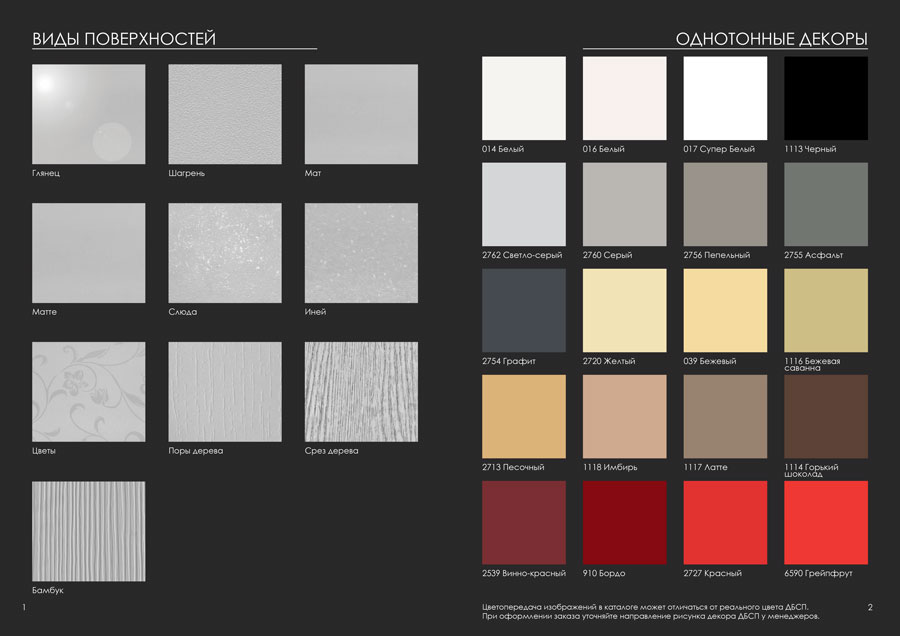 ВИДЫ ПОВЕРХНОСТЕЙ
Глянец
Шагрень
Мат
Матте
Слюда
Иней
Цветы
Поры дерева
Срез дерева
Бамбук
1
ОДНОТОННЫЕ ДЕКОРЫ
014 Белый
016 Белый
017 Супер Белый
1113 Черный
2762 Светло-серый
2760 Серый
2756 Пепельный
2755 Асфальт
2754 Графит
2720 Желтый
039 Бежевый
1116 Бежевая
саванна
2713 Песочный
1118 Имбирь
1117 Латте
1114 Горький
шоколад
2539 Винно-красный
910 Бордо
2727 Красный
6590 Грейпфрут
Цветопередача изображений в каталоге может отличаться от реального цвета ДБСП.
При оформлении заказа уточняйте направление рисунка декора ДБСП у менеджеров.
2